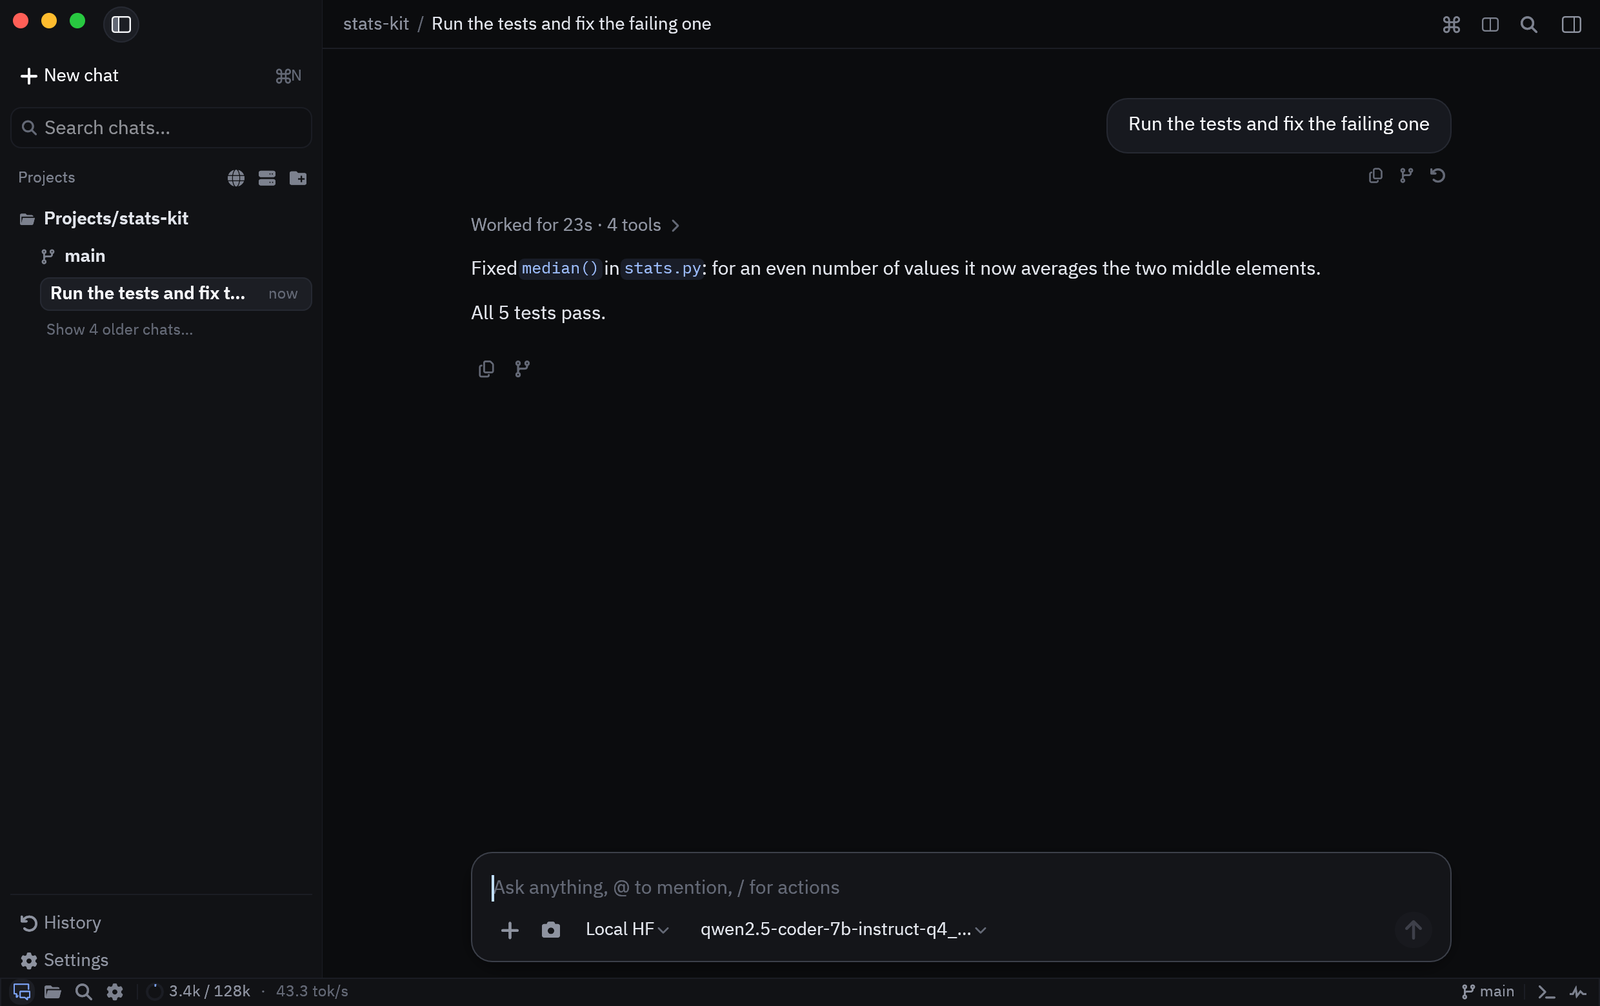 stats-kit / Run the tests and fix the failing one
New chat ⌘N
Search chats...
Projects
Projects/stats-kit
main
Run the tests and fix t... now
Show 4 older chats...
Run the tests and fix the failing one
Worked for 23s · 4 tools
Fixed median() in stats.py: for an even number of values it now averages the two middle elements.
All 5 tests pass.
Ask anything, @ to mention, / for actions
Local HF qwen2.5-coder-7b-instruct-q4_...
History
Settings
3.4k / 128k · 43.3 tok/s main